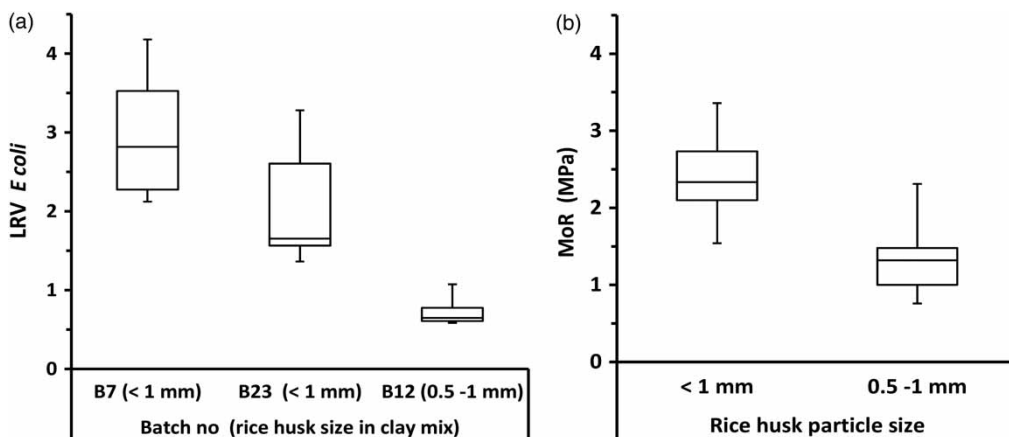 (a)
LRV E coli
4
3
2
1
0
B7 (< 1 mm) B23 (< 1 mm) B12 (0.5 -1 mm)
Batch no (rice husk size in clay mix)
(b)
MoR (MPa)
4
3
2
1
0
< 1 mm 0.5 -1 mm
Rice husk particle size